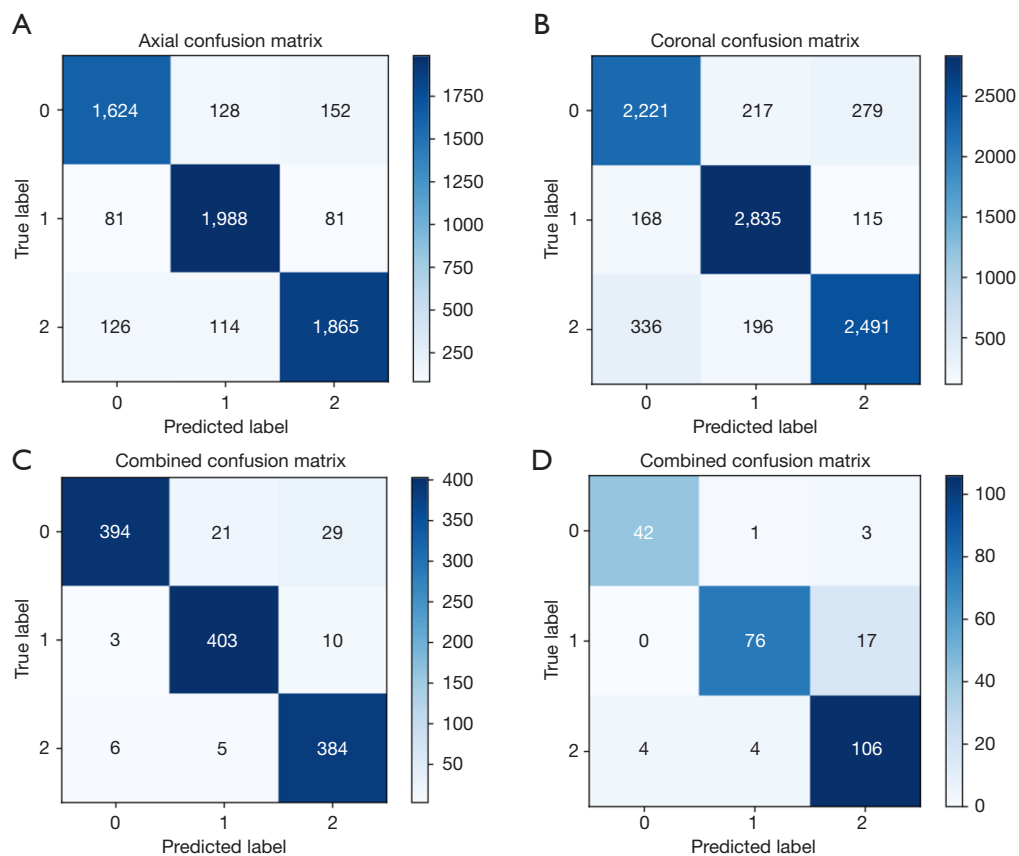 A
Axial confusion matrix
True label
0
1,624 128 152
1
81 1,988 81
2
126 114 1,865
0 1 2
Predicted label
1750
1500
1250
1000
750
500
250
B
Coronal confusion matrix
True label
0
2,221 217 279
1
168 2,835 115
2
336 196 2,491
0 1 2
Predicted label
2500
2000
1500
1000
500
C
Combined confusion matrix
True label
0
394 21 29
1
3 403 10
2
6 5 384
0 1 2
Predicted label
400
350
300
250
200
150
100
50
D
Combined confusion matrix
True label
0
42 1 3
1
0 76 17
2
4 4 106
0 1 2
Predicted label
100
80
60
40
20
0